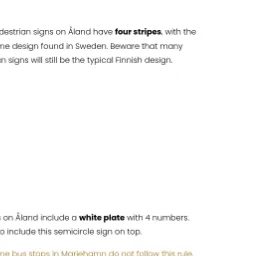 destrian signs on Åland have four stripes, with the
me design found in Sweden. Beware that many
n signs will still be the typical Finnish design.
s on Åland include a white plate with 4 numbers.
o include this semicircle sign on top.
me bus stops in Mariehamn do not follow this rule.